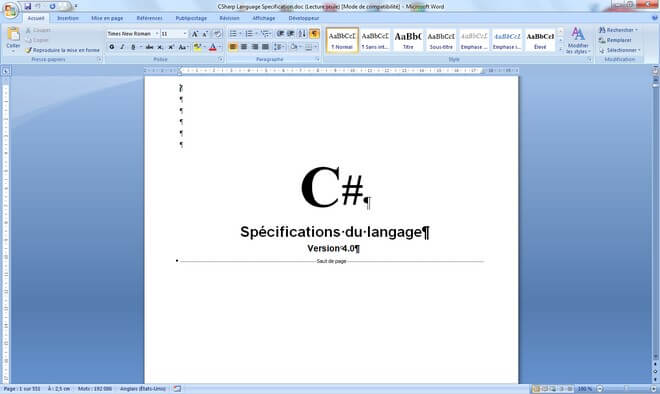 CSharp Language Specification.doc (Lecture seule) [Mode de compatibilité] - Microsoft Word
Accueil Insertion Mise en page Références Publipostage Révision Affichage Développeur
Coller
Couper
Copier
Reproduire la mise en forme
Presse-papiers
Times New Roman 11
Police
Paragraphe
AaBbCcI AaBbCcI AaBbC AaBbCcI AaBbCcI AaBbCcI AaBbCcI
¶ Normal ¶ Sans int... Titre Sous-titre Emphase ... Emphase i... Élevé
Modifier les styles
Style
Rechercher
Remplacer
Sélectionner
Modification
¶
¶
¶
¶
¶
¶
C#¶
Spécifications·du·langage¶
Version·4.0¶
Saut de page
Page : 1 sur 551 À : 2,5 cm Mots : 192 086 Anglais (États-Unis) 100 %